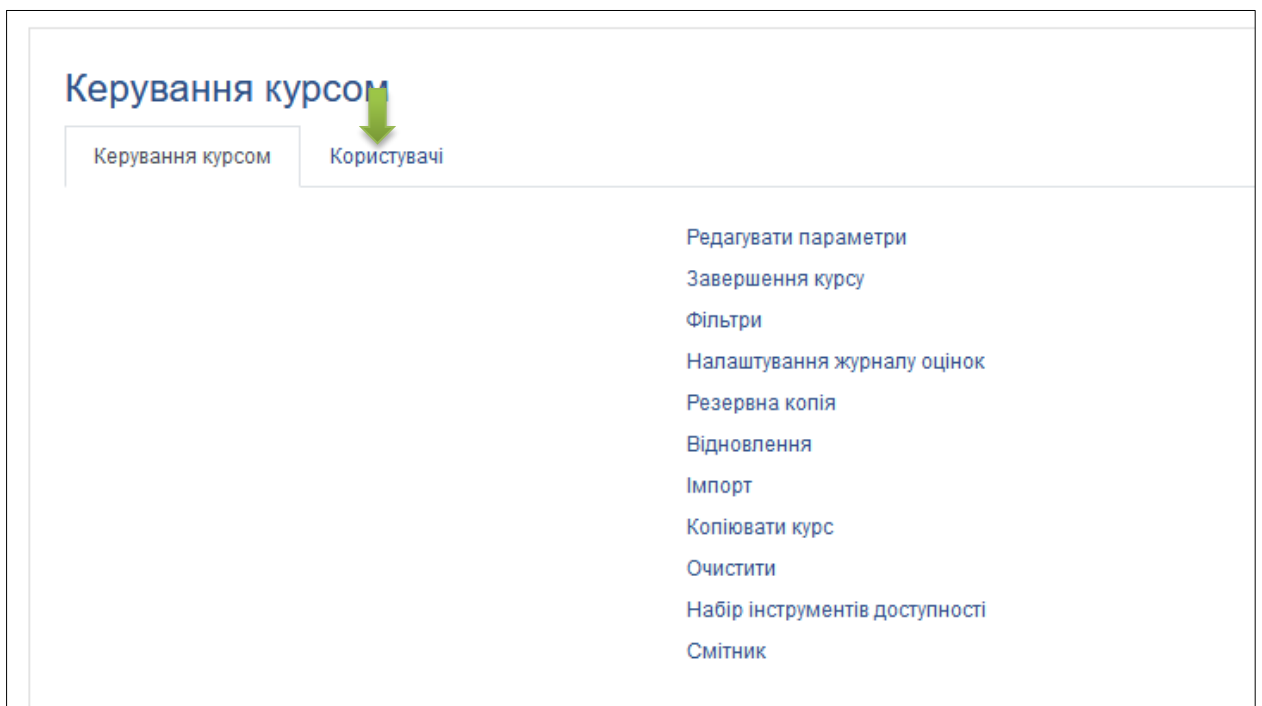 Керування курсом
Керування курсом Користувачі
Редагувати параметри
Завершення курсу
Фільтри
Налаштування журналу оцінок
Резервна копія
Відновлення
Імпорт
Копіювати курс
Очистити
Набір інструментів доступності
Смітник